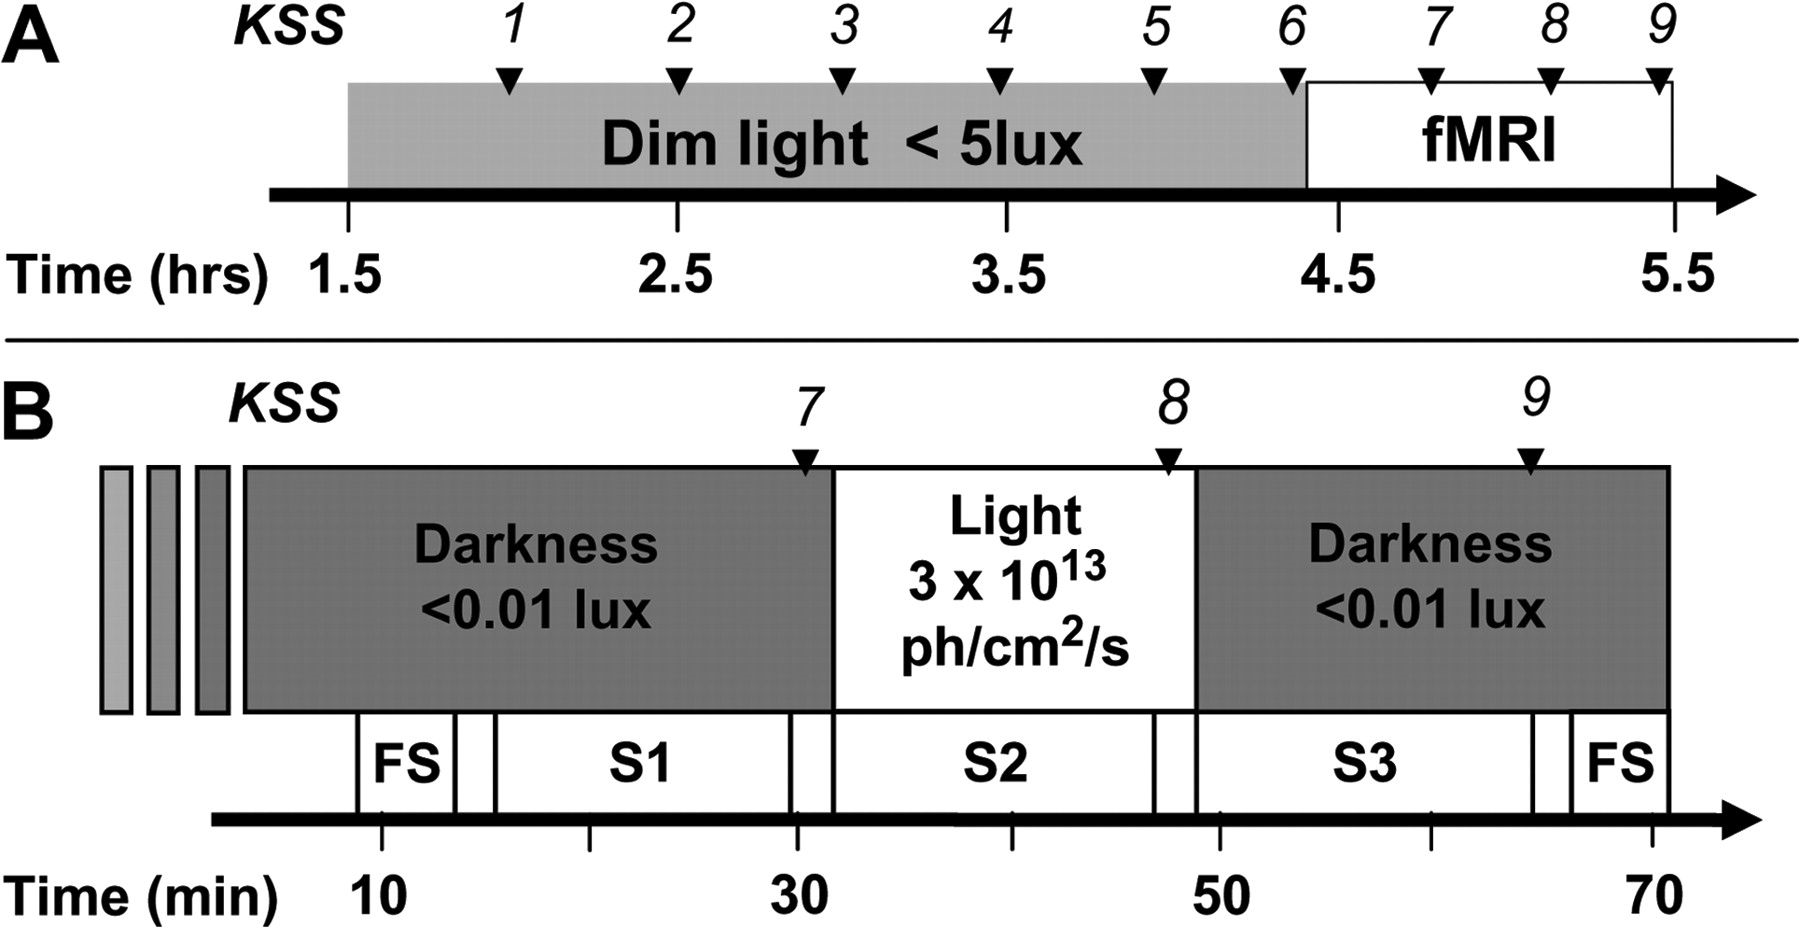 A KSS 1 2 3 4 5 6 7 8 9
Dim light < 5lux fMRI
Time (hrs) 1.5 2.5 3.5 4.5 5.5
B KSS 7 8 9
Darkness
<0.01 lux
Light
3 x 10¹³
ph/cm²/s
Darkness
<0.01 lux
FS S1 S2 S3 FS
Time (min) 10 30 50 70